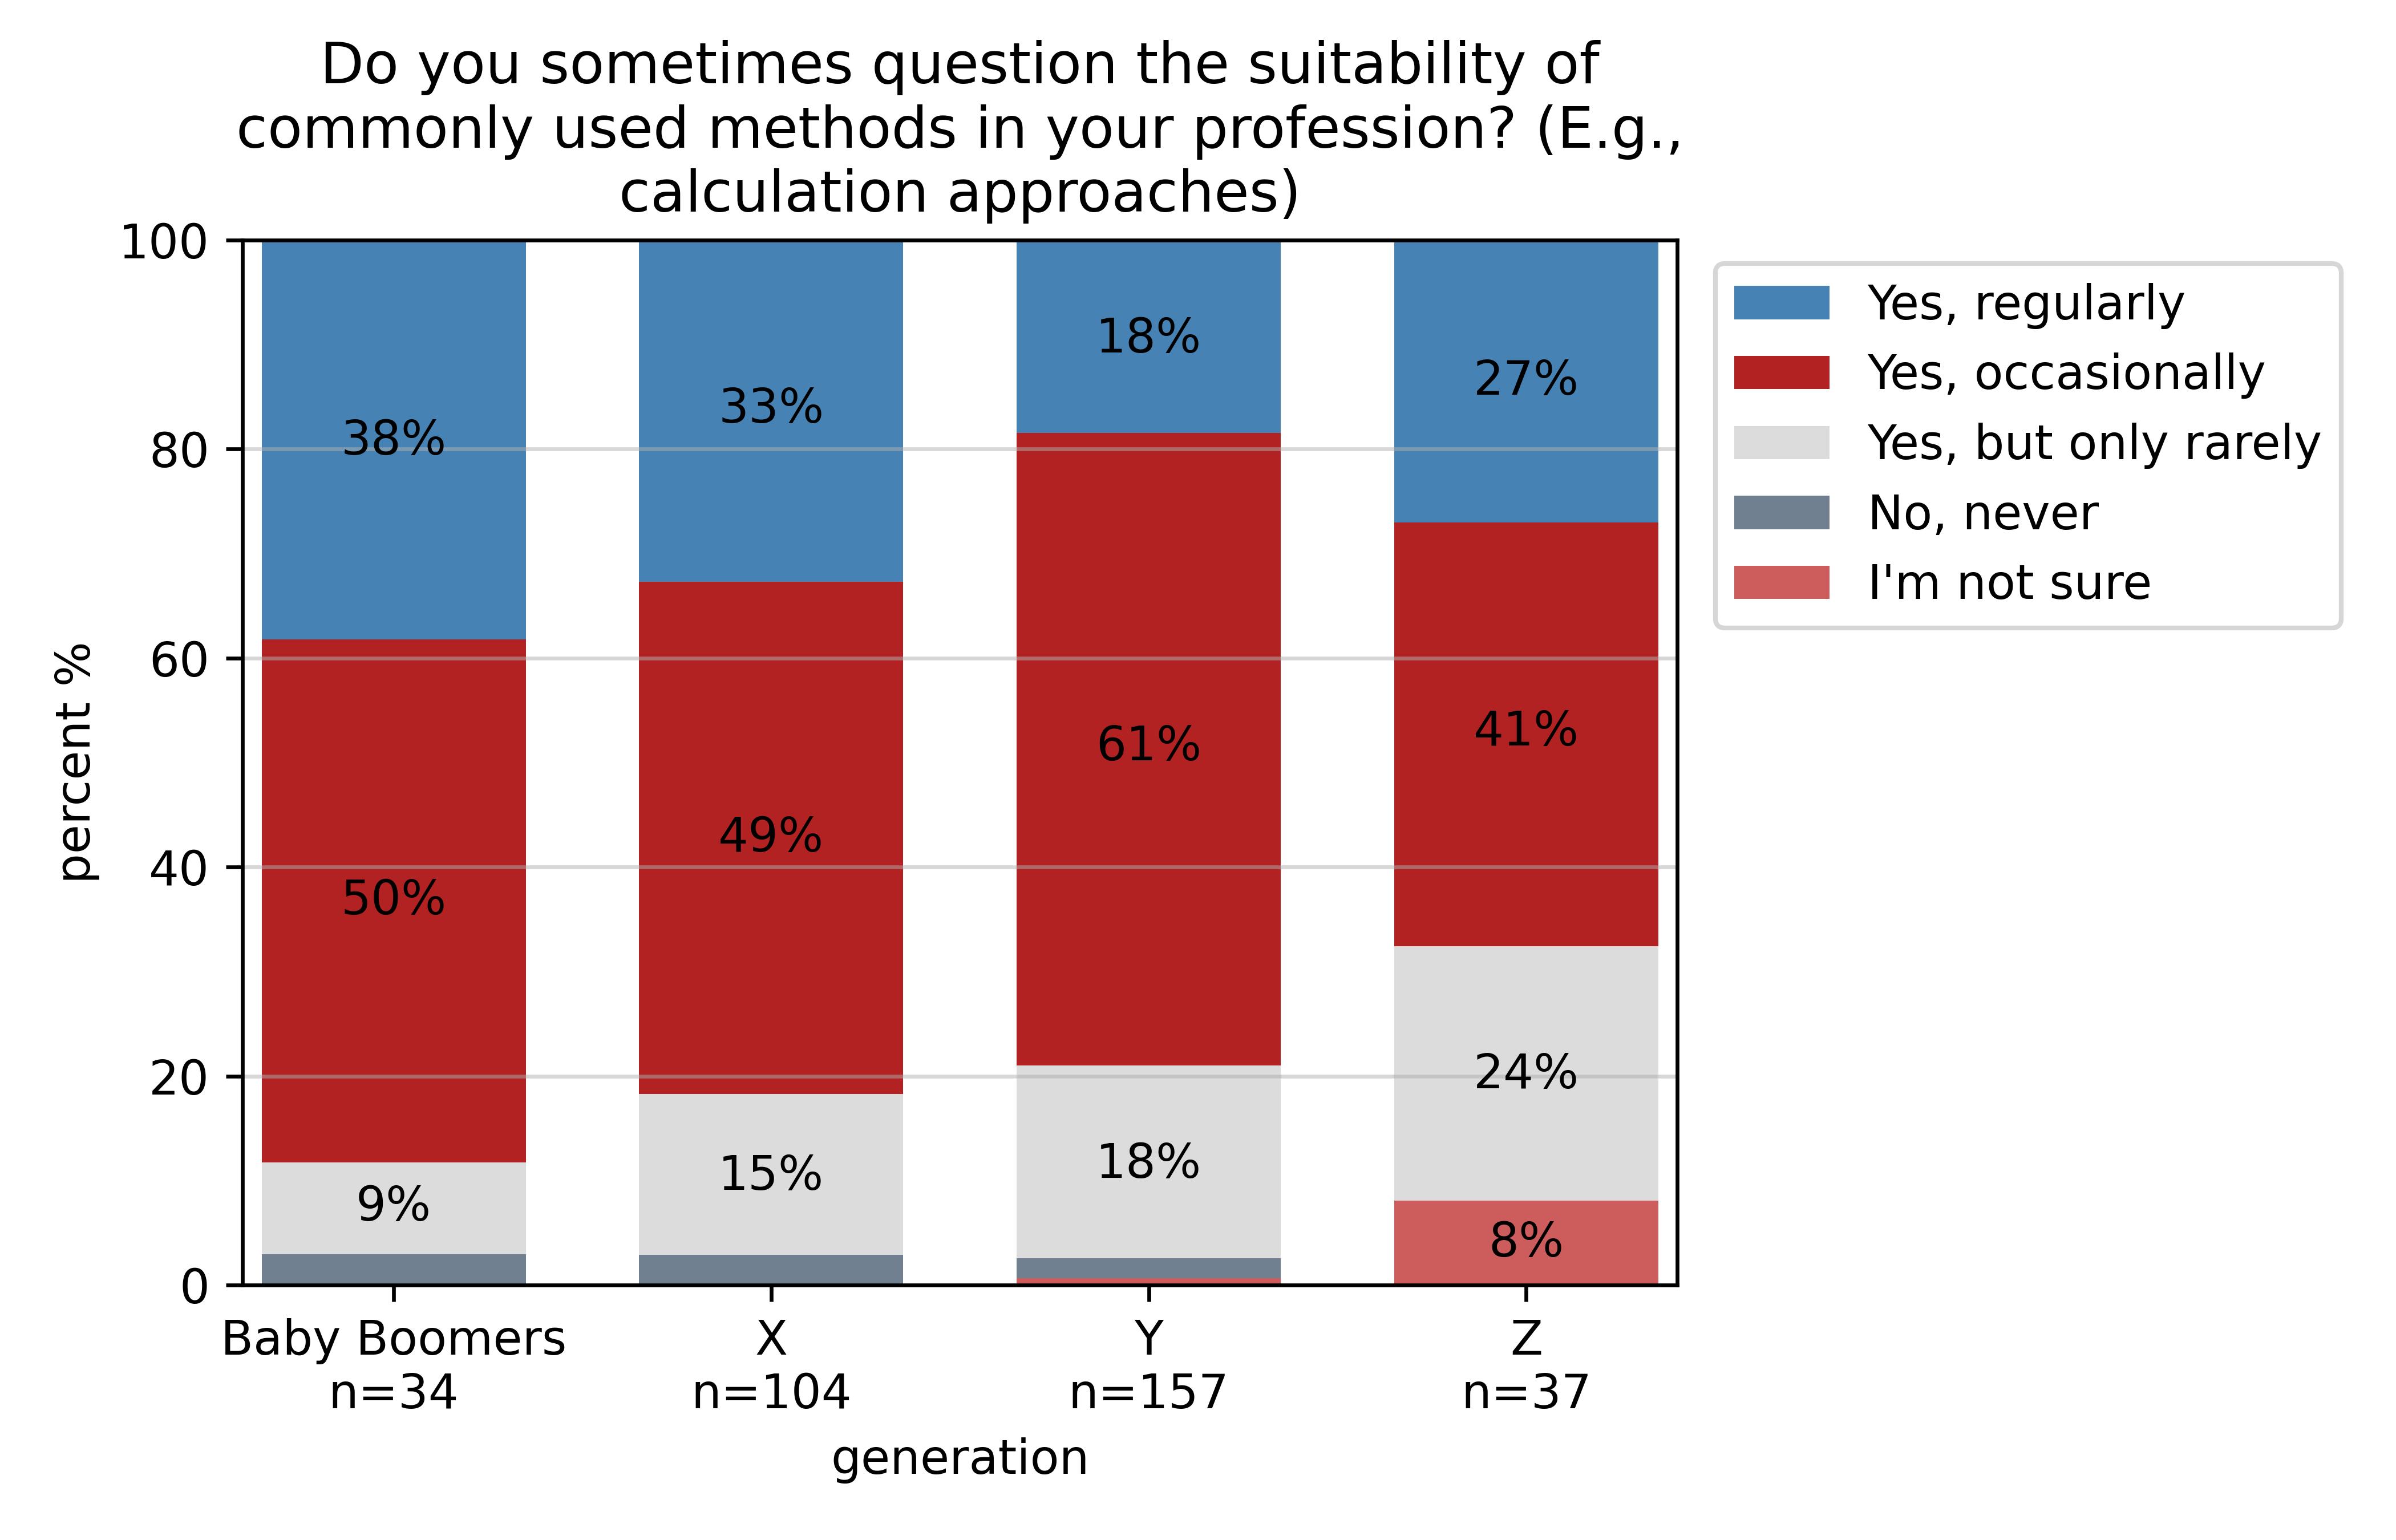 Do you sometimes question the suitability of
commonly used methods in your profession? (E.g.,
calculation approaches)
100
80
60
40
20
0
percent %
38%
33%
18%
27%
50%
49%
61%
41%
9%
15%
18%
24%
8%
Baby Boomers
n=34
X
n=104
Y
n=157
Z
n=37
generation
Yes, regularly
Yes, occasionally
Yes, but only rarely
No, never
I'm not sure